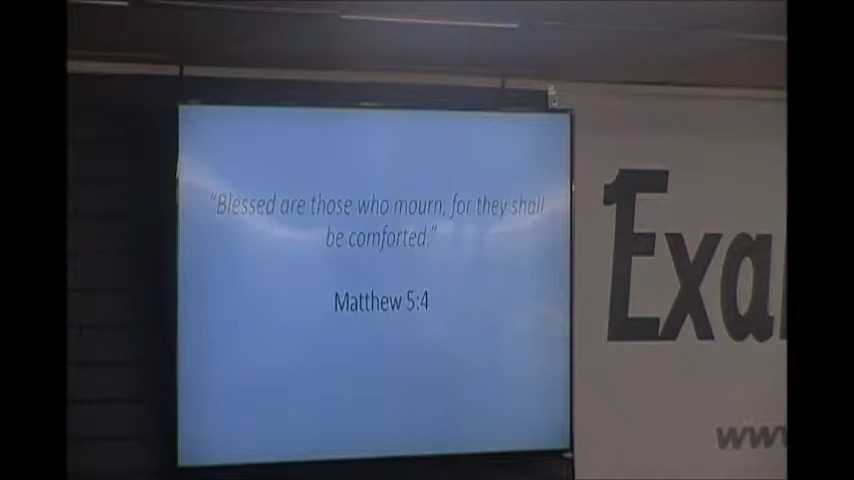 "Blessed are those who mourn, for they shall
be comforted."
Matthew 5:4
Exa
www